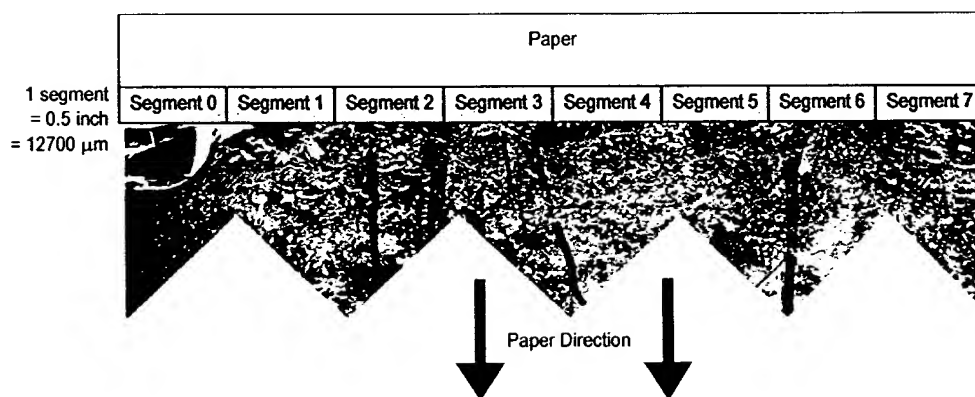 Paper
1 segment
= 0.5 inch
= 12700 µm
Segment 0 Segment 1 Segment 2 Segment 3 Segment 4 Segment 5 Segment 6 Segment 7
Paper Direction